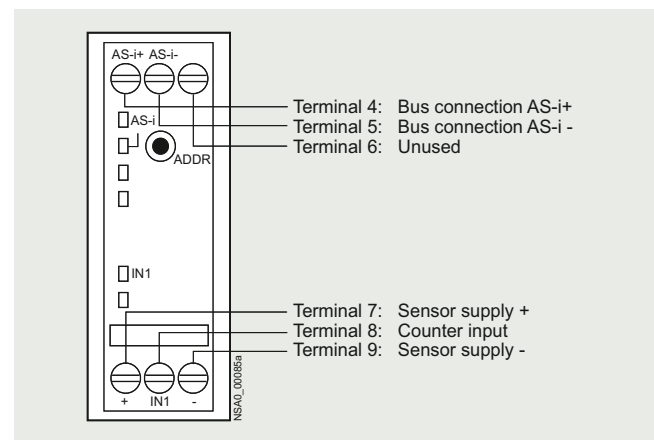 AS-i+ AS-i-
Terminal 4: Bus connection AS-i+
Terminal 5: Bus connection AS-i -
Terminal 6: Unused
AS-i
ADDR
IN1
Terminal 7: Sensor supply +
Terminal 8: Counter input
Terminal 9: Sensor supply -
+ IN1 -
NSA0_00085a